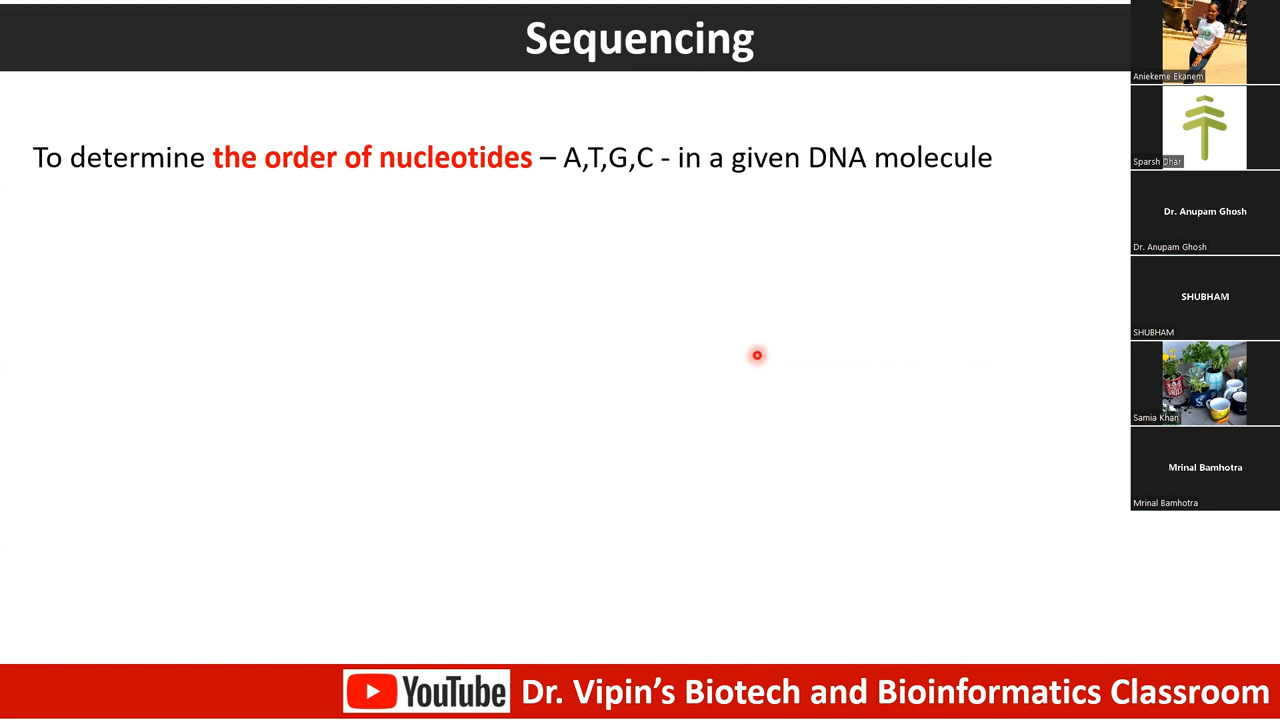 Sequencing
To determine the order of nucleotides – A,T,G,C - in a given DNA molecule
Aniekeme Ekanem
Sparsh Dhar
Dr. Anupam Ghosh
Dr. Anupam Ghosh
SHUBHAM
SHUBHAM
Samia Khan
Mrinal Bamhotra
Mrinal Bamhotra
YouTube Dr. Vipin's Biotech and Bioinformatics Classroom